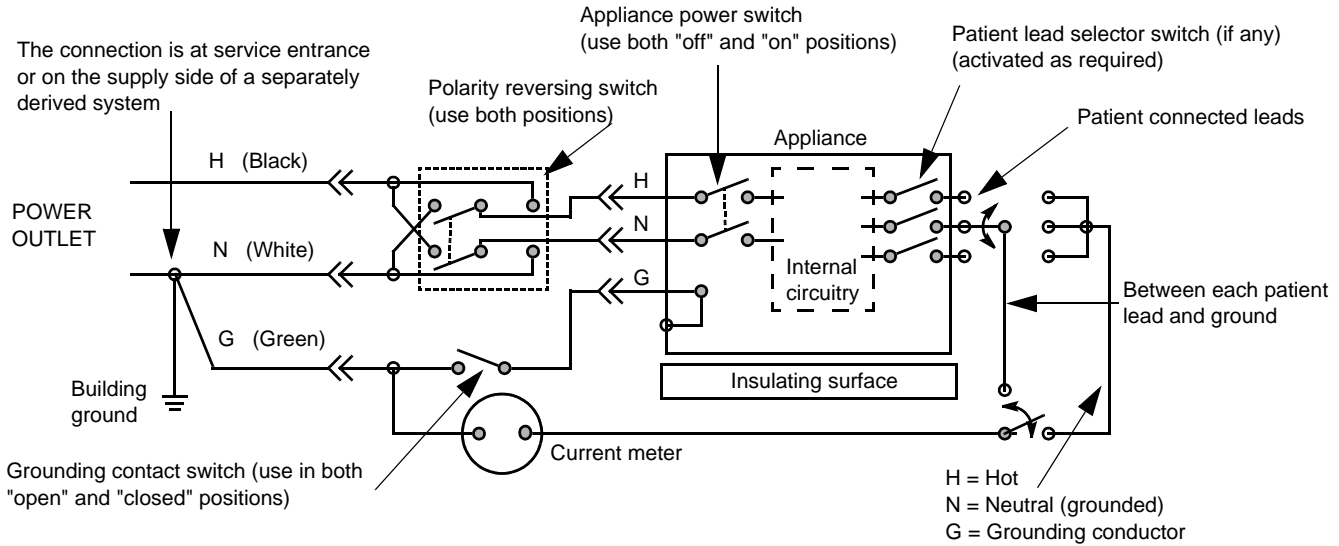 Appliance power switch
(use both "off" and "on" positions)
Patient lead selector switch (if any)
(activated as required)
The connection is at service entrance
or on the supply side of a separately
derived system
Polarity reversing switch
(use both positions)
Patient connected leads
Appliance
H (Black)
H
POWER
OUTLET
N (White)
N
Internal
circuitry
G
Between each patient
lead and ground
G (Green)
Insulating surface
Building
ground
Current meter
Grounding contact switch (use in both
"open" and "closed" positions)
H = Hot
N = Neutral (grounded)
G = Grounding conductor